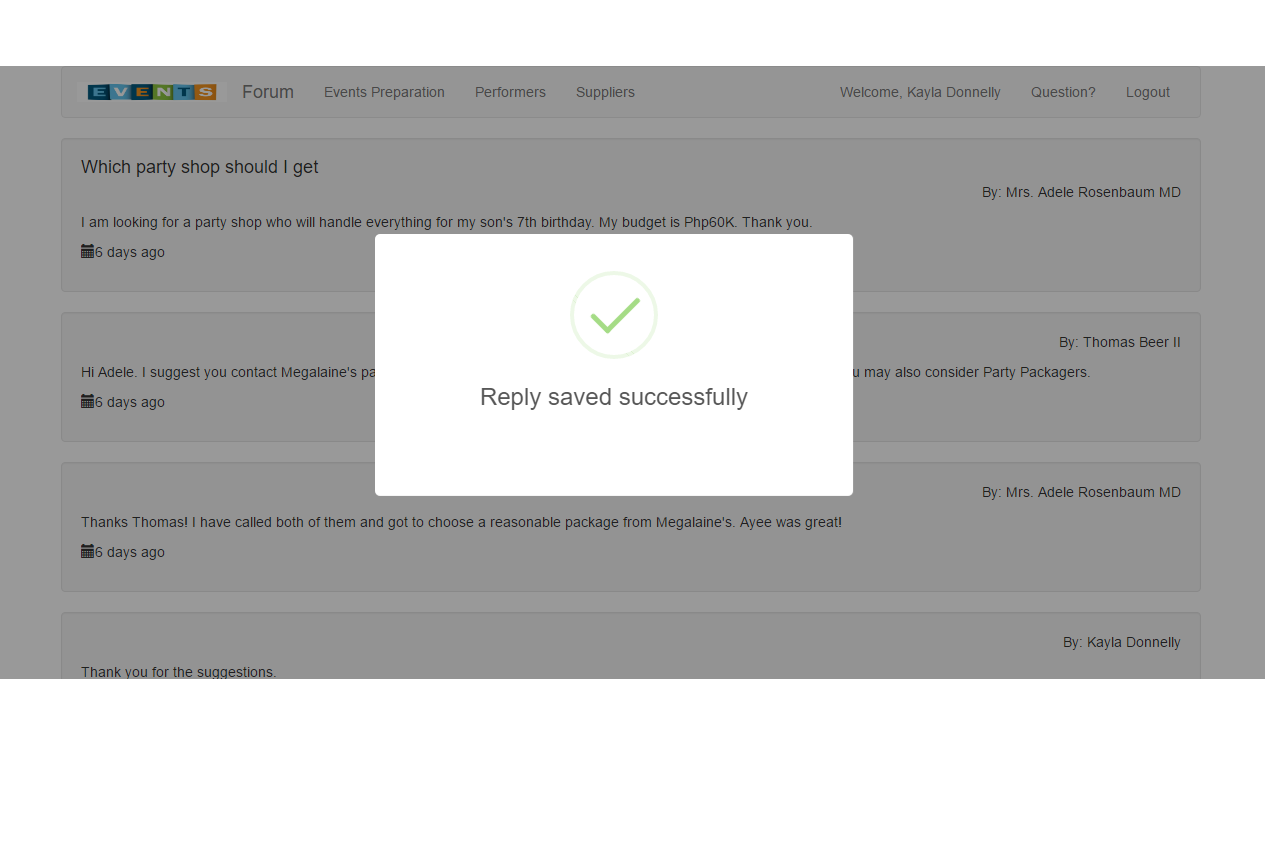 EVENTS Forum Events Preparation Performers Suppliers Welcome, Kayla Donnelly Question? Logout
Which party shop should I get
By: Mrs. Adele Rosenbaum MD
I am looking for a party shop who will handle everything for my son's 7th birthday. My budget is Php60K. Thank you.
6 days ago
By: Thomas Beer II
Hi Adele. I suggest you contact Megalaine's pa
u may also consider Party Packagers.
6 days ago
Reply saved successfully
By: Mrs. Adele Rosenbaum MD
Thanks Thomas! I have called both of them and got to choose a reasonable package from Megalaine's. Ayee was great!
6 days ago
By: Kayla Donnelly
Thank you for the suggestions.